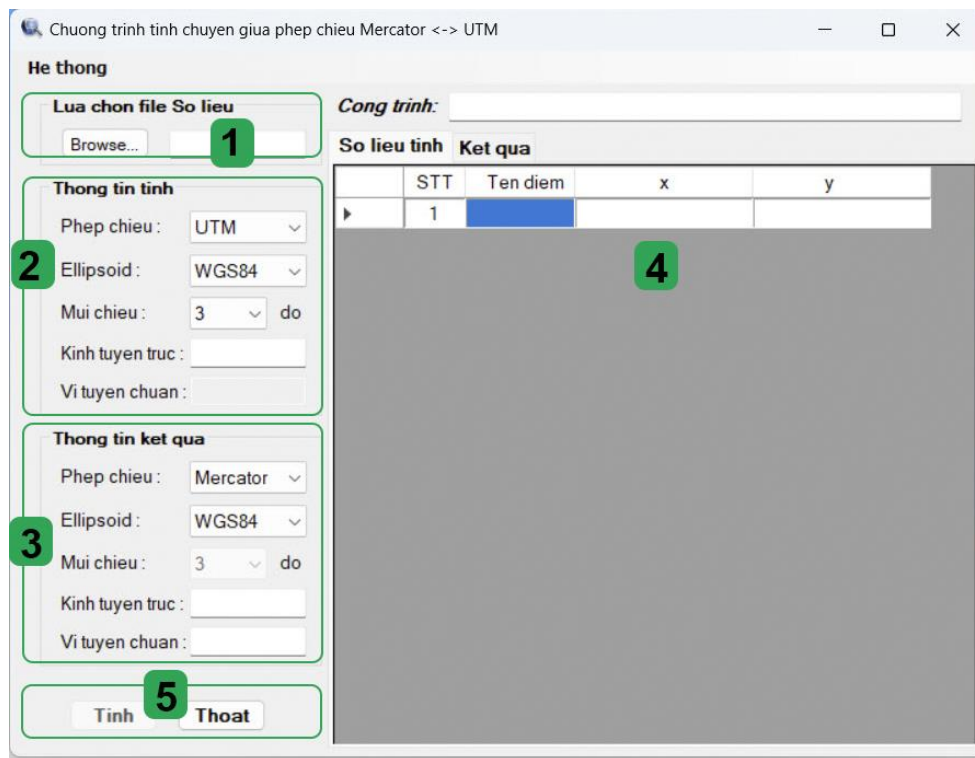 Chuong trinh tinh chuyen giua phep chieu Mercator <-> UTM
He thong
Lua chon file So lieu
Browse...
1
Cong trinh:
So lieu tinh Ket qua
STT Ten diem x y
1
4
Thong tin tinh
Phep chieu : UTM
2
Ellipsoid : WGS84
Mui chieu : 3 do
Kinh tuyen truc :
Vi tuyen chuan :
Thong tin ket qua
Phep chieu : Mercator
Ellipsoid : WGS84
3
Mui chieu : 3 do
Kinh tuyen truc :
Vi tuyen chuan :
5
Tinh Thoat